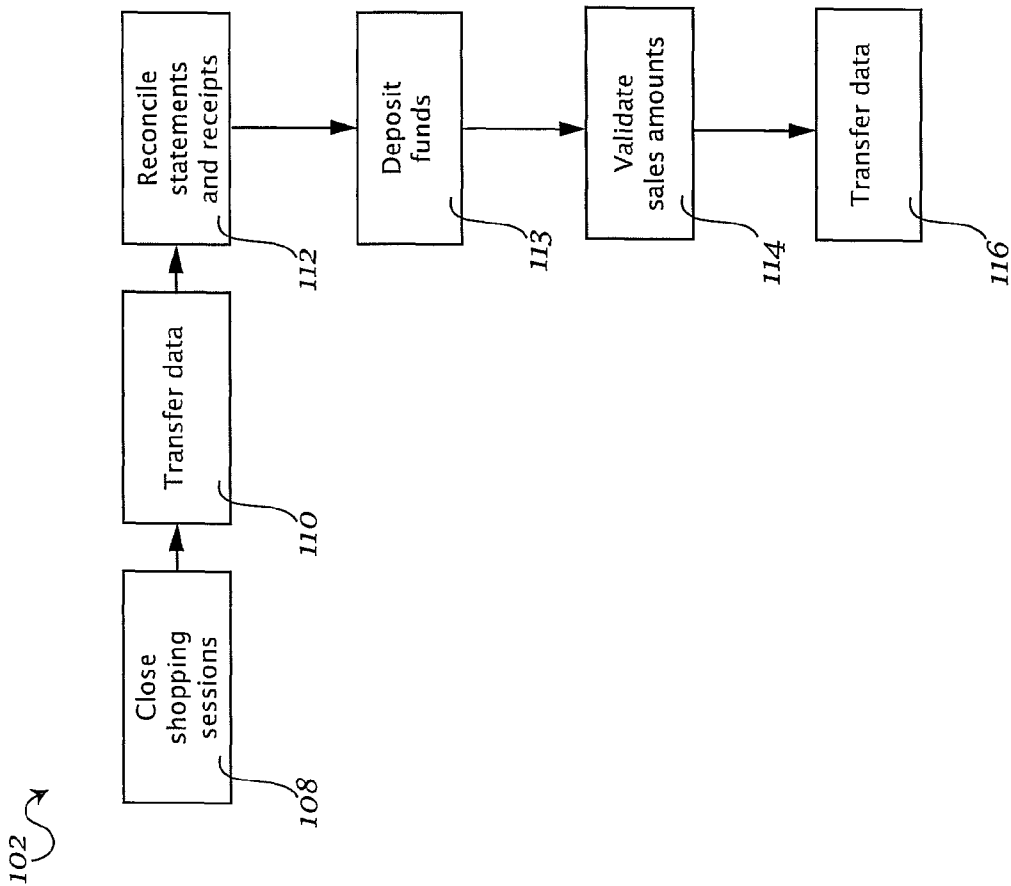 102
Close
shopping
sessions
108
Transfer data
110
Reconcile
statements
and receipts
112
Deposit
funds
113
Validate
sales amounts
114
Transfer data
116